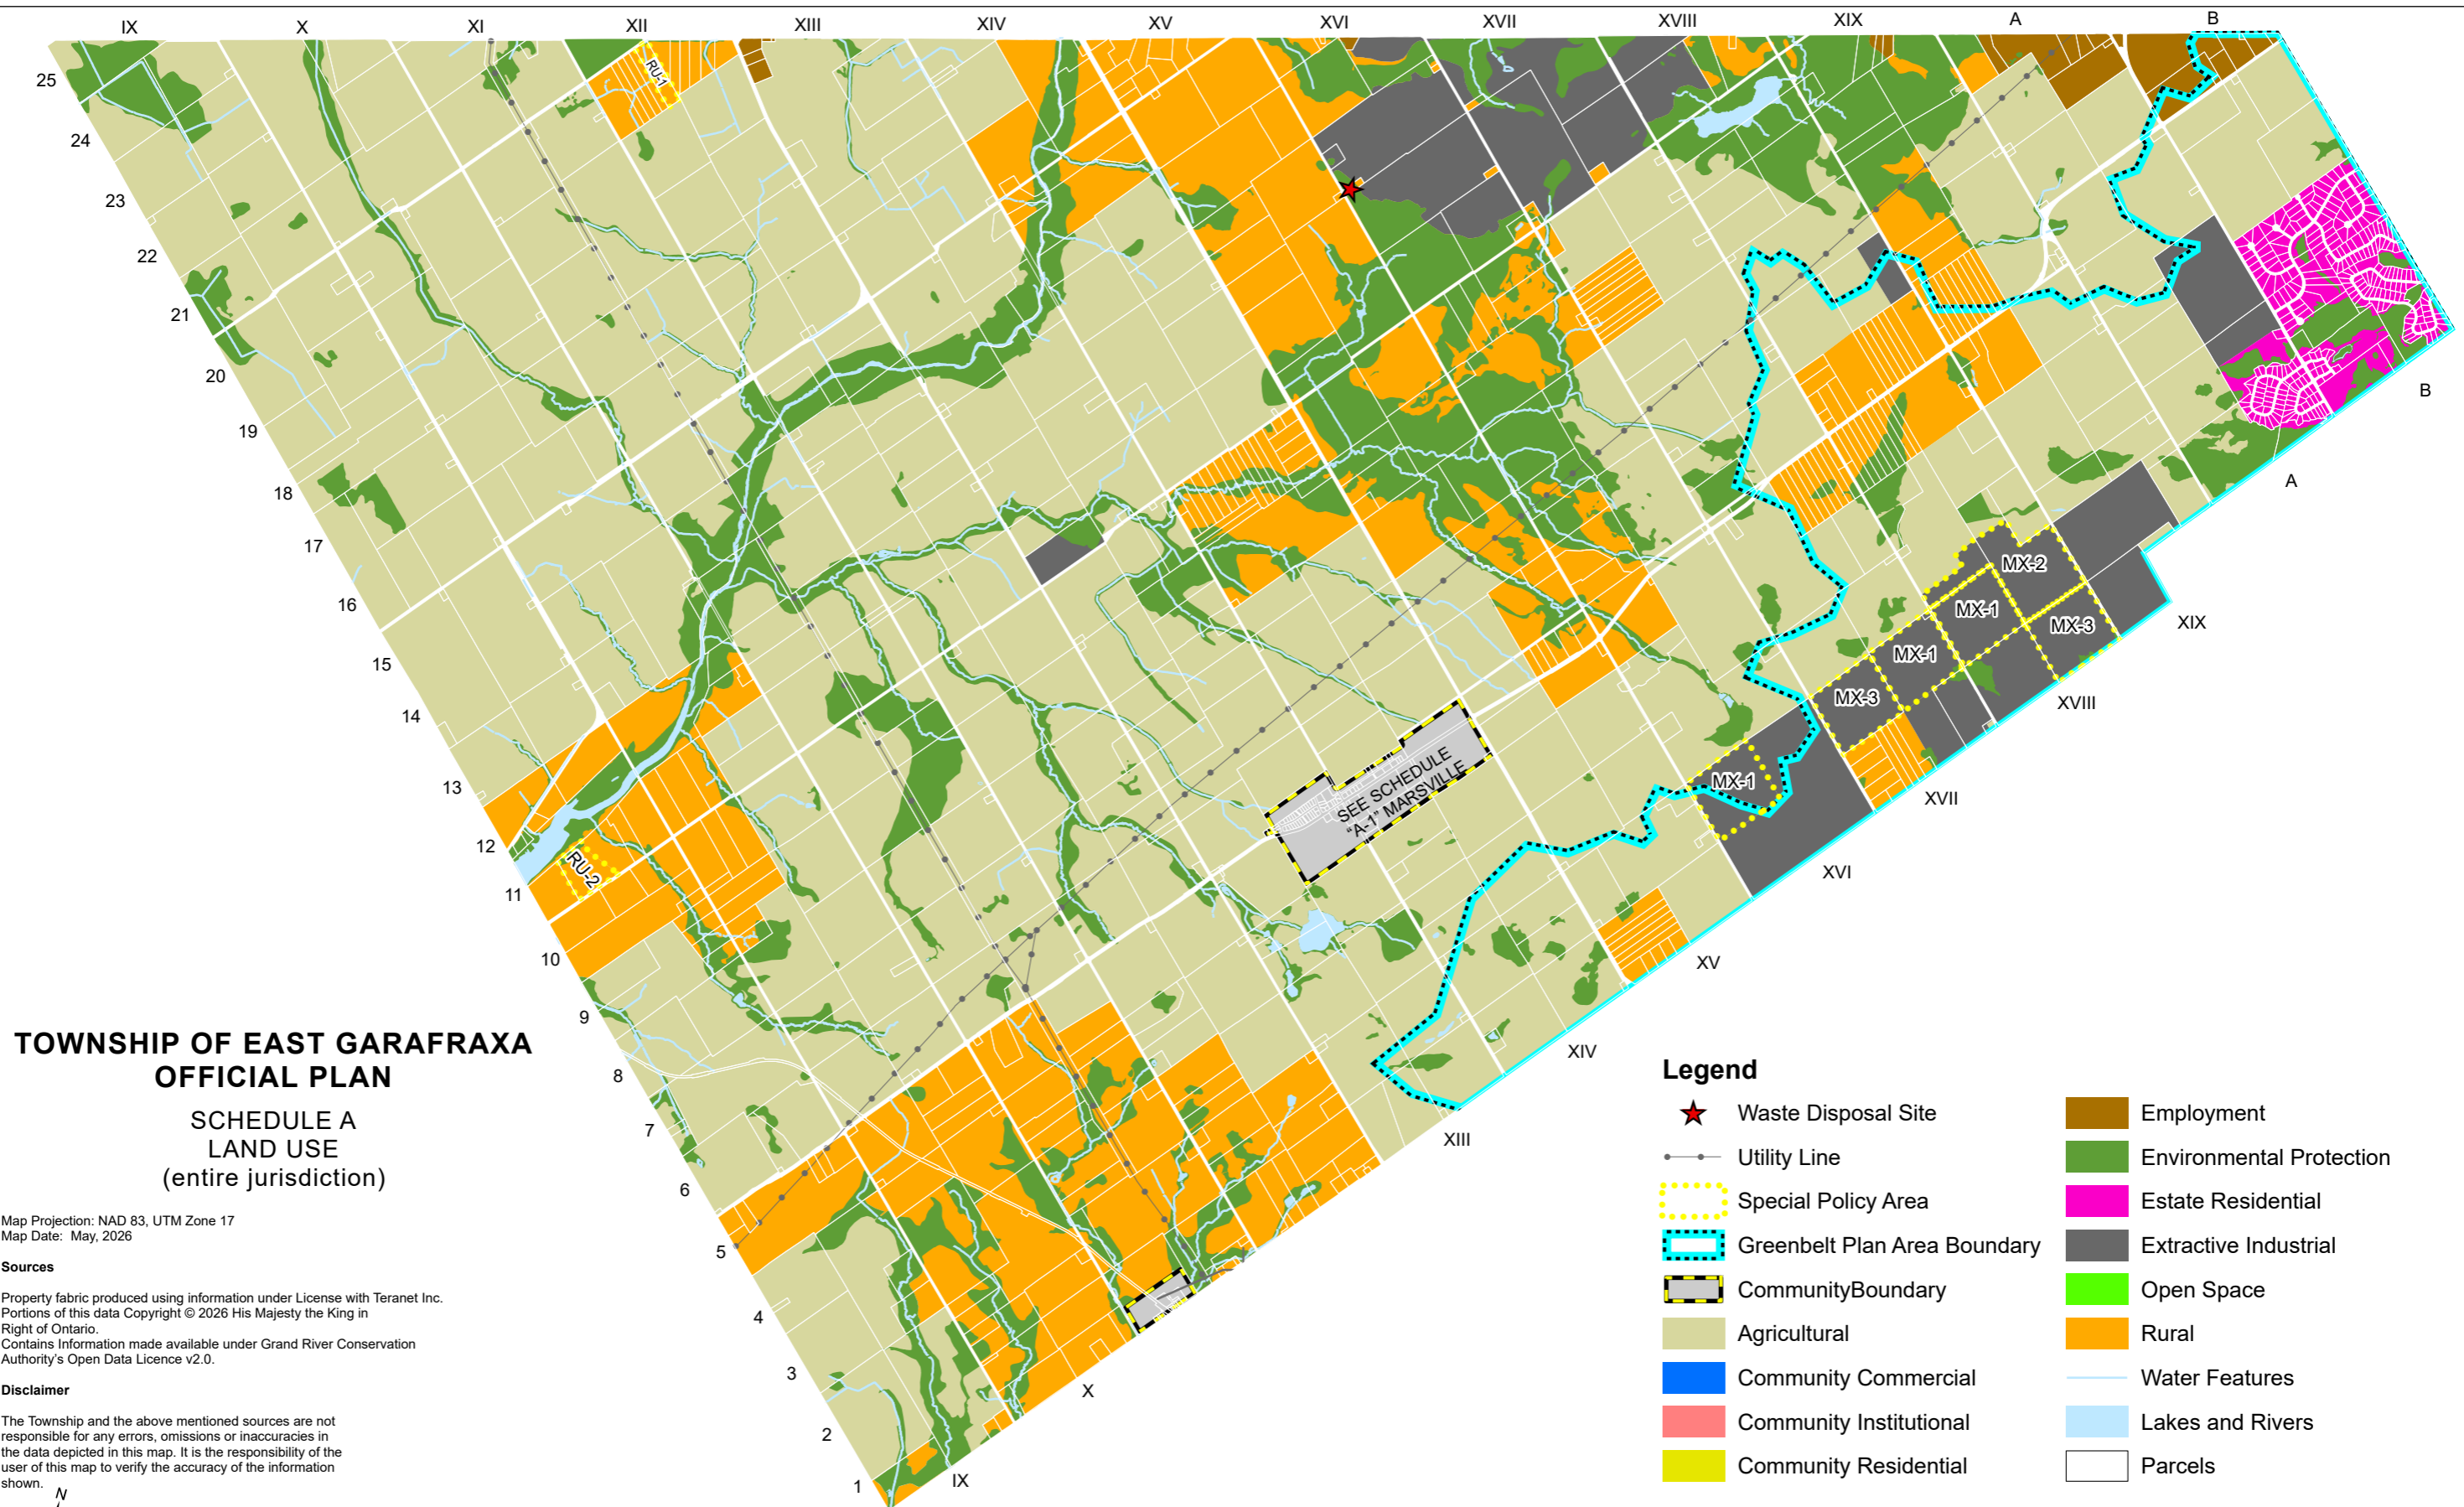 IX
X
XI
XII
XIII
XIV
XV
XVI
XVII
XVIII
XIX
A
B
25
24
23
22
21
20
19
18
17
16
15
14
13
12
11
10
9
8
7
6
5
4
3
2
1
RU-1
RU-2
MX-2
MX-1
MX-3
MX-1
MX-3
MX-1
SEE SCHEDULE
“A-1” MARSVILLE
B
A
XIX
XVIII
XVII
XVI
XV
XIV
XIII
X
IX
TOWNSHIP OF EAST GARAFRAXA
OFFICIAL PLAN
SCHEDULE A
LAND USE
(entire jurisdiction)
Map Projection: NAD 83, UTM Zone 17
Map Date: May, 2026
Sources
Property fabric produced using information under License with Teranet Inc.
Portions of this data Copyright © 2026 His Majesty the King in
Right of Ontario.
Contains Information made available under Grand River Conservation
Authority's Open Data Licence v2.0.
Disclaimer
The Township and the above mentioned sources are not
responsible for any errors, omissions or inaccuracies in
the data depicted in this map. It is the responsibility of the
user of this map to verify the accuracy of the information
shown.
N
Legend
Waste Disposal Site
Utility Line
Special Policy Area
Greenbelt Plan Area Boundary
CommunityBoundary
Agricultural
Community Commercial
Community Institutional
Community Residential
Employment
Environmental Protection
Estate Residential
Extractive Industrial
Open Space
Rural
Water Features
Lakes and Rivers
Parcels